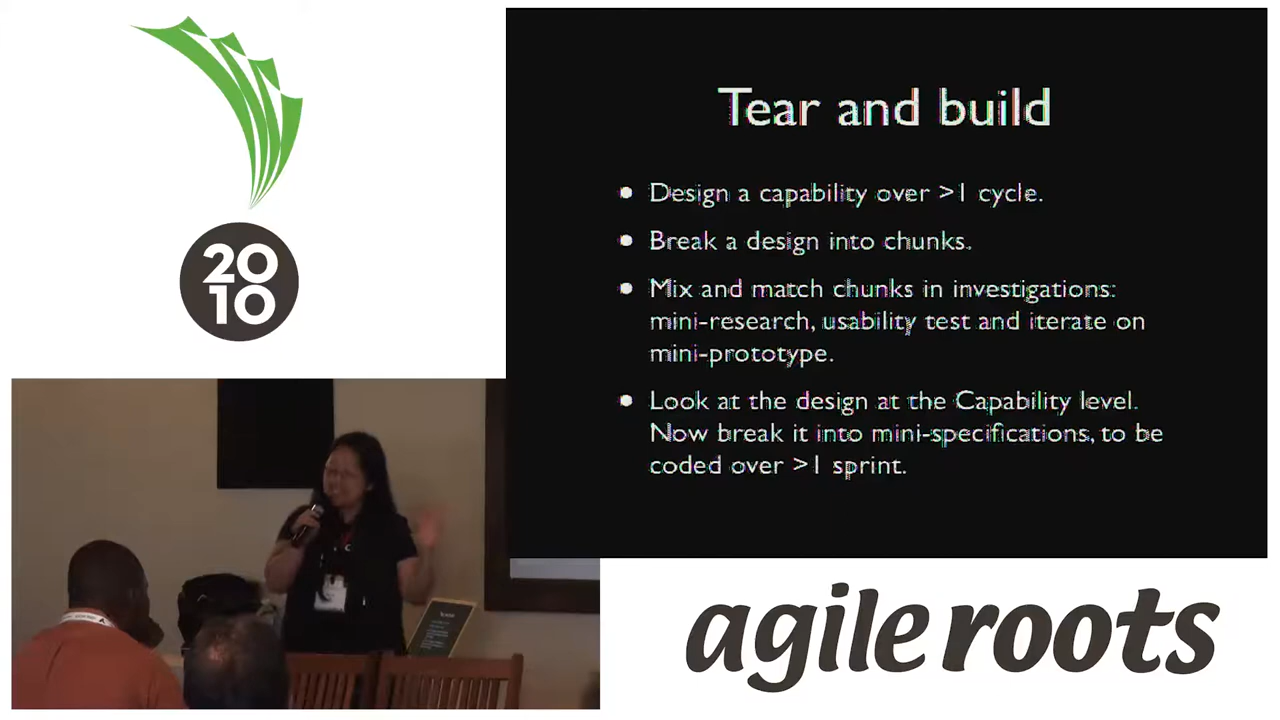 20
10
Tear and build
• Design a capability over >1 cycle.
• Break a design into chunks.
• Mix and match chunks in investigations:
mini-research, usability test and iterate on
mini-prototype.
• Look at the design at the Capability level.
Now break it into mini-specifications, to be
coded over >1 sprint.
agile roots